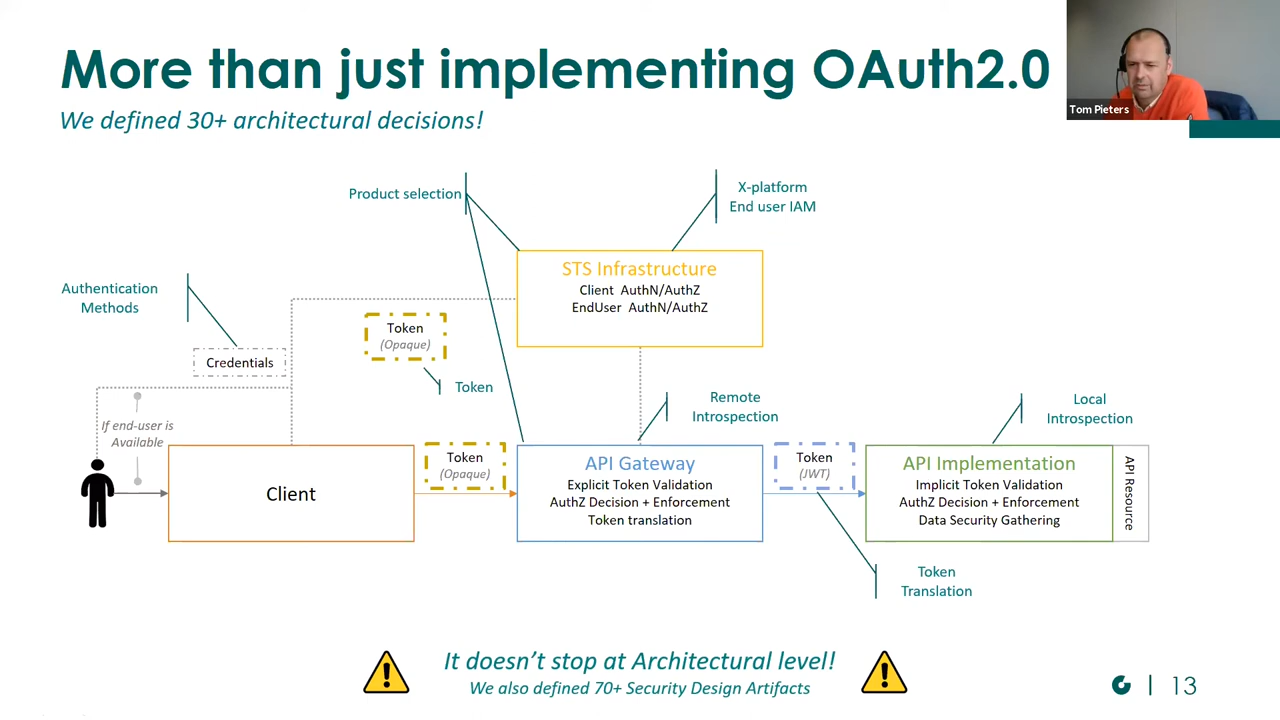 More than just implementing OAuth2.0
We defined 30+ architectural decisions!
Tom Pieters
Product selection
X-platform
End user IAM
STS Infrastructure
Client AuthN/AuthZ
EndUser AuthN/AuthZ
Authentication
Methods
Token
(Opaque)
Credentials
Token
Remote
Introspection
Local
Introspection
If end-user is
Available
Client
Token
(Opaque)
API Gateway
Explicit Token Validation
AuthZ Decision + Enforcement
Token translation
Token
(JWT)
API Implementation
Implicit Token Validation
AuthZ Decision + Enforcement
Data Security Gathering
API Resource
Token
Translation
It doesn't stop at Architectural level!
We also defined 70+ Security Design Artifacts
13